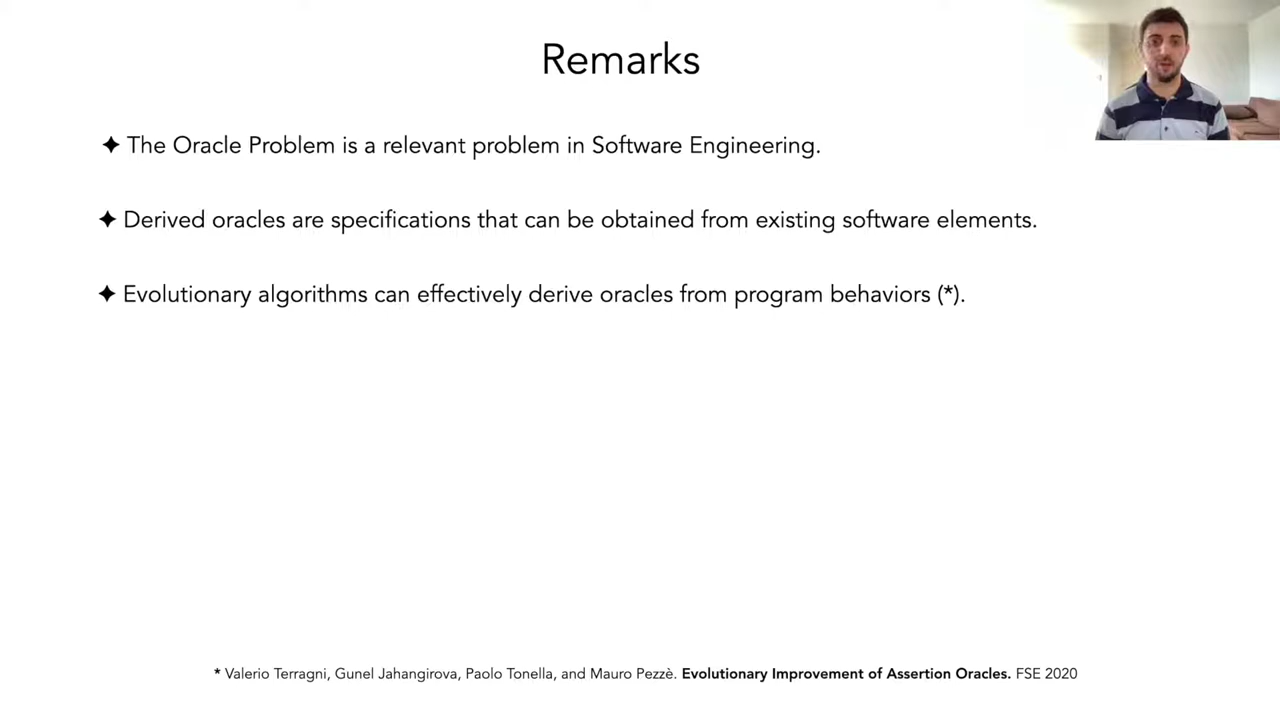 Remarks
✦ The Oracle Problem is a relevant problem in Software Engineering.
✦ Derived oracles are specifications that can be obtained from existing software elements.
✦ Evolutionary algorithms can effectively derive oracles from program behaviors (*).
* Valerio Terragni, Gunel Jahangirova, Paolo Tonella, and Mauro Pezzè. Evolutionary Improvement of Assertion Oracles. FSE 2020